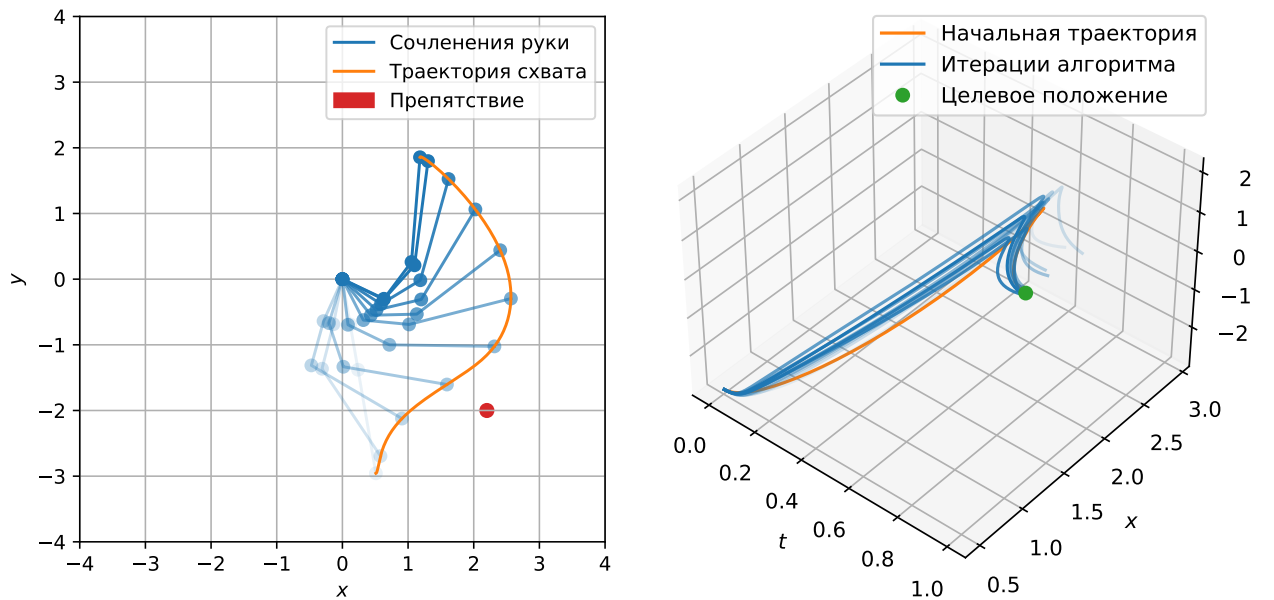 Сочленения руки
Траектория схвата
Препятствие
4
3
2
1
0
−1
−2
−3
−4
y
−4 −3 −2 −1 0 1 2 3 4
x
Начальная траектория
Итерации алгоритма
Целевое положение
2
1
0
−1
−2
0.0 0.2 0.4 0.6 0.8 1.0
t
0.5 1.0 1.5 2.0 2.5 3.0
x